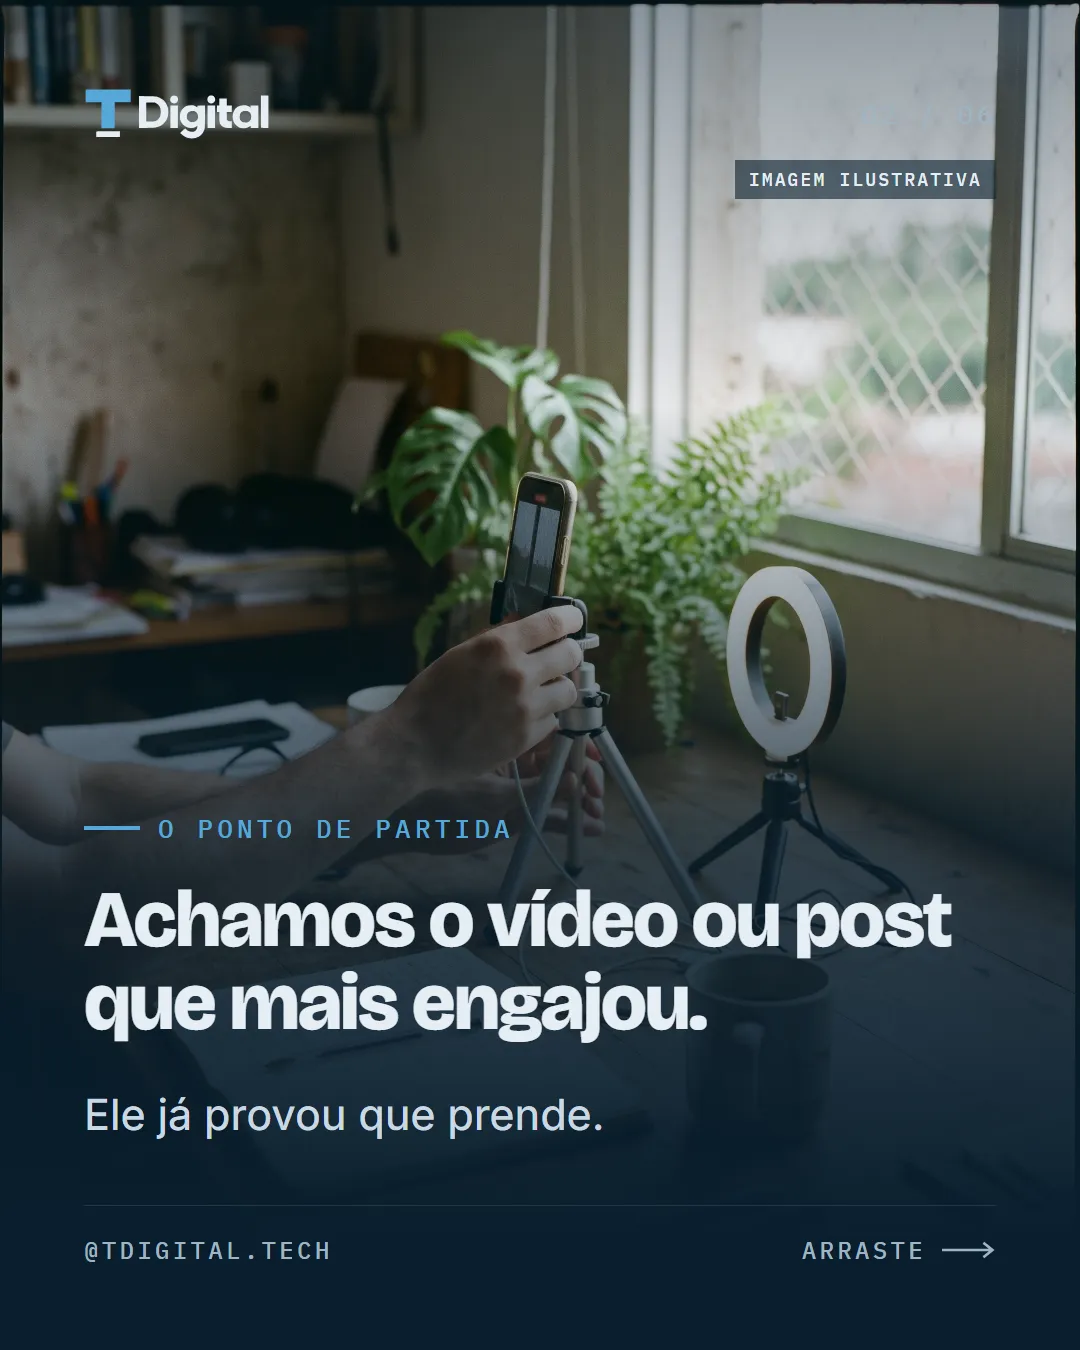 T Digital
IMAGEM ILUSTRATIVA
O PONTO DE PARTIDA
Achamos o vídeo ou post
que mais engajou.
Ele já provou que prende.
@TDIGITAL.TECH
ARRASTE